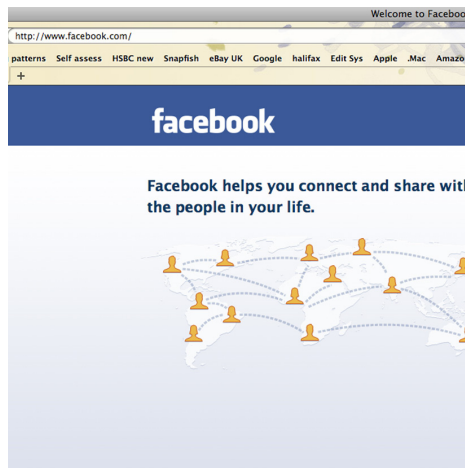 Welcome to Faceboo
http://www.facebook.com/
patterns Self assess HSBC new Snapfish eBay UK Google halifax Edit Sys Apple .Mac Amazo
+
facebook
Facebook helps you connect and share with
the people in your life.